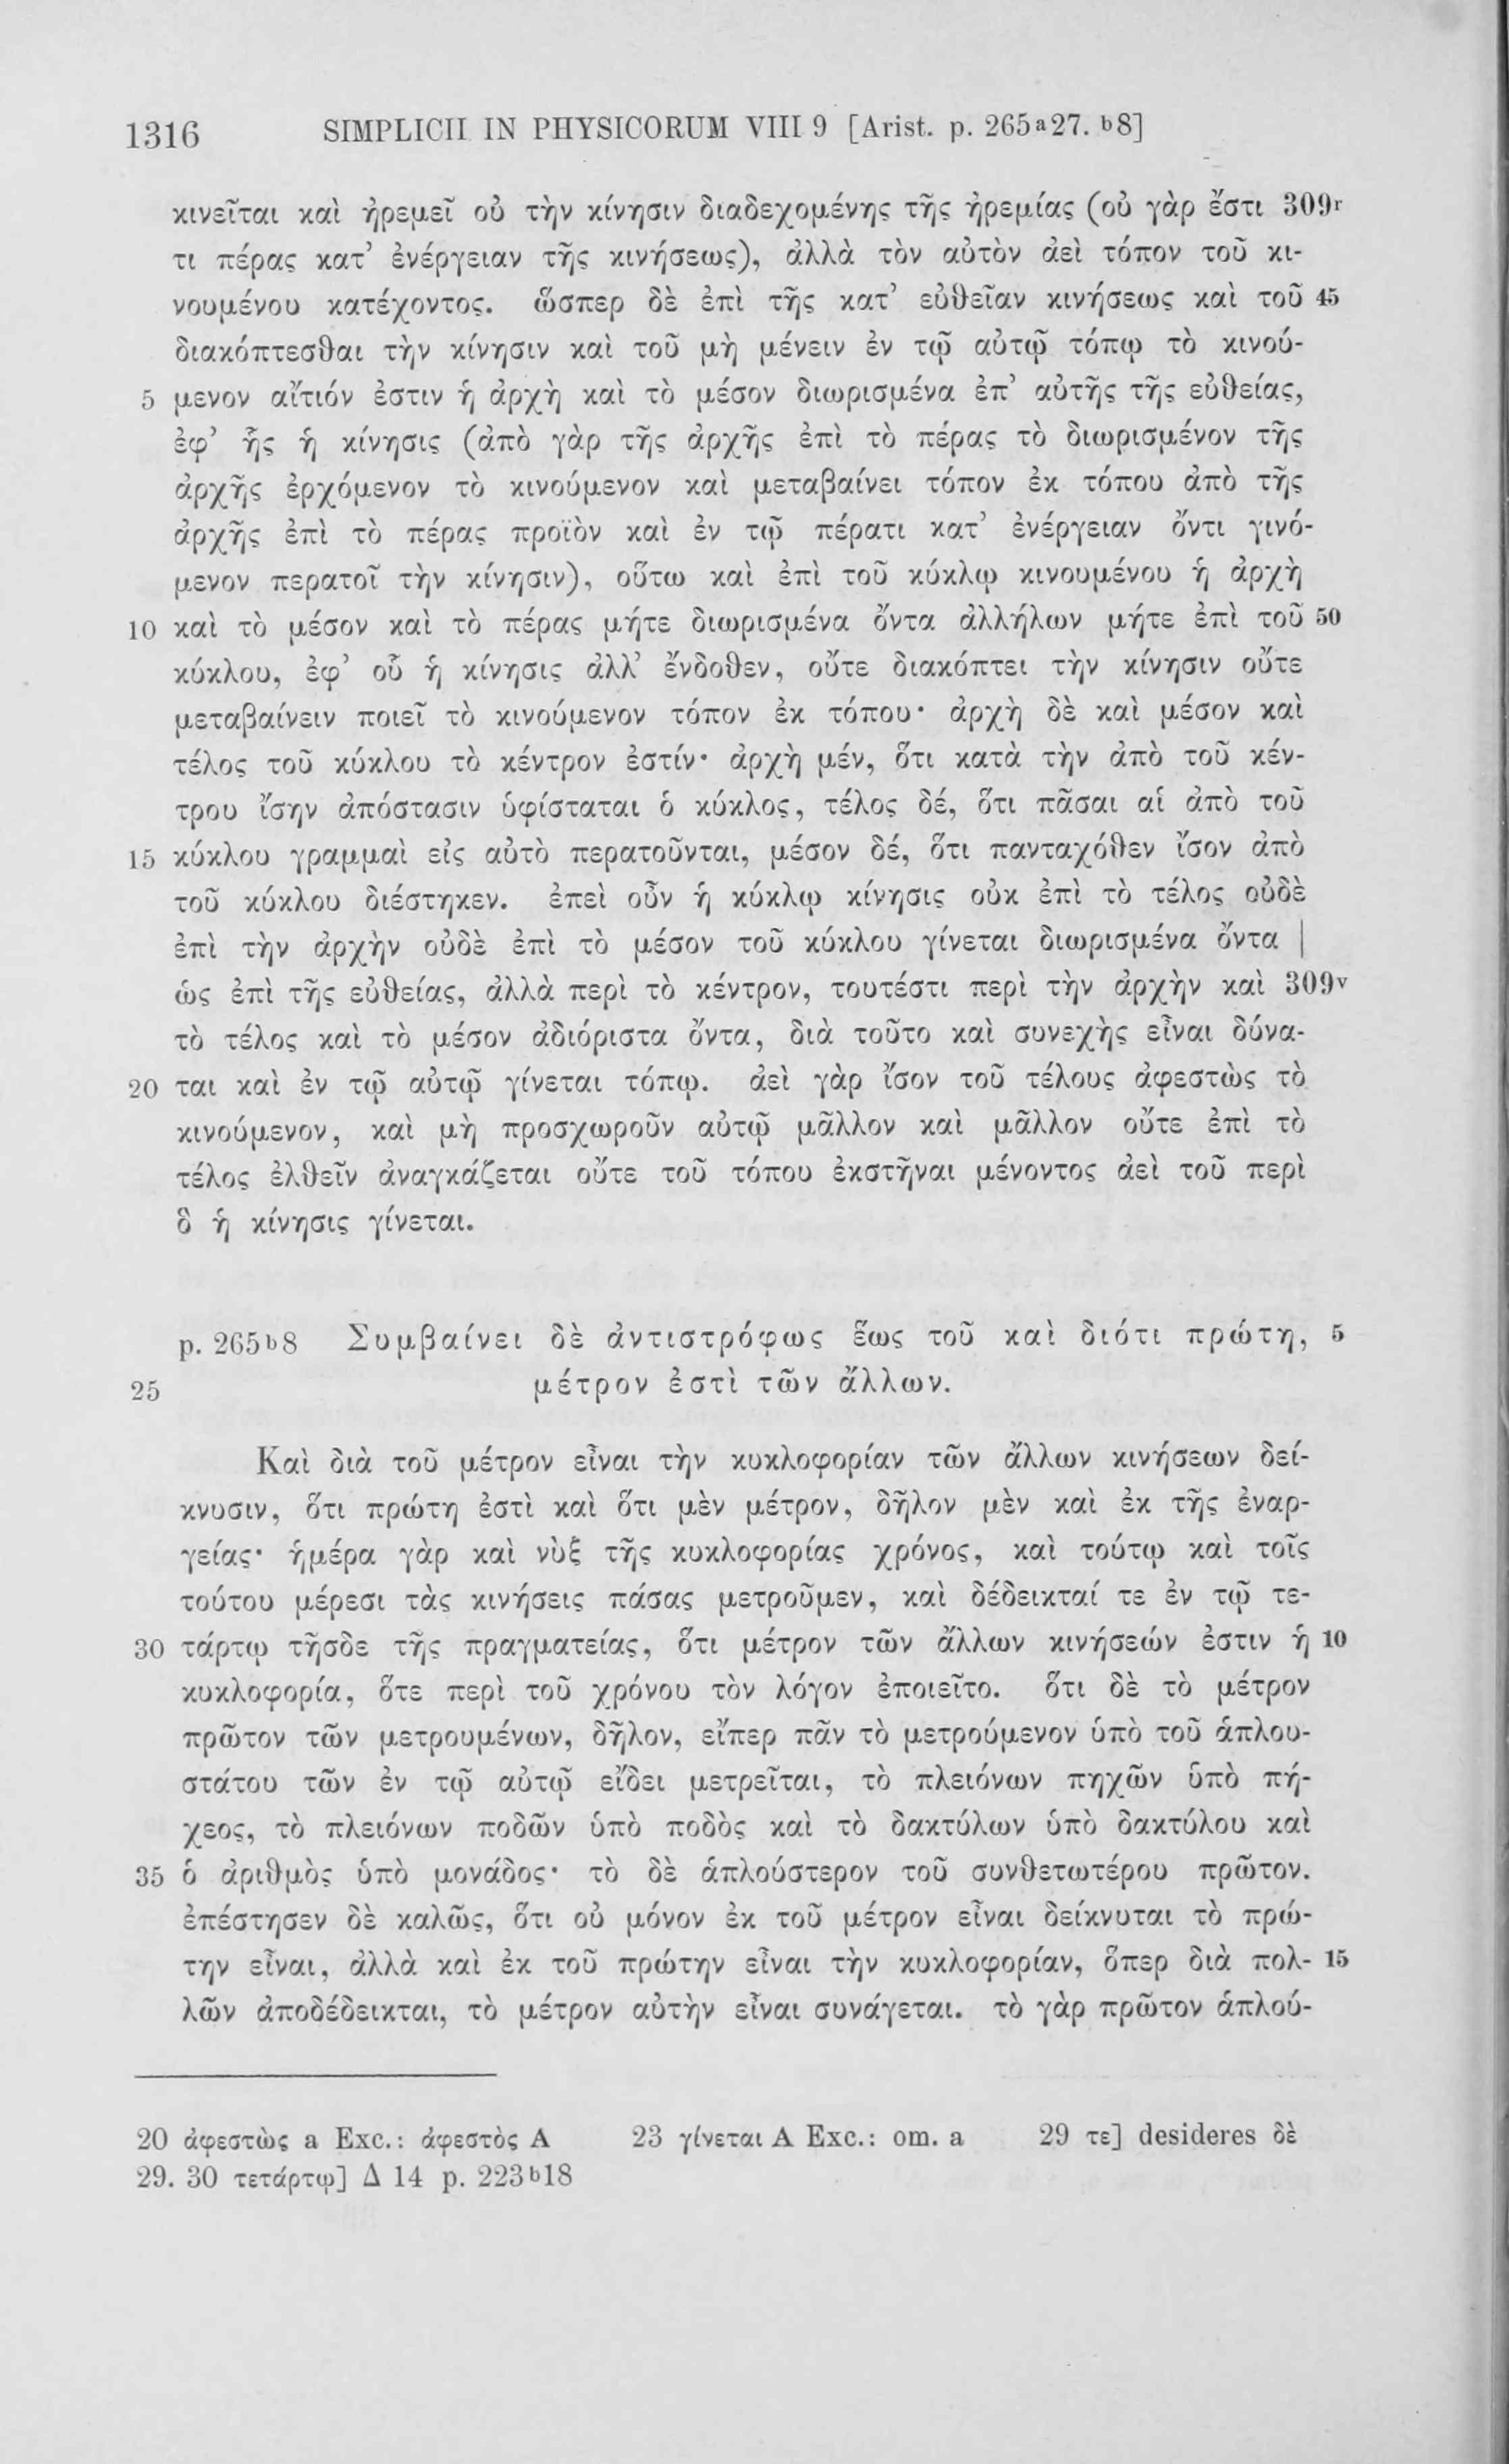 1316 SIMPLICII IN PHYSICORUM VIII 9 [Arist. p. 265a27. b8]
κινεῖται καὶ ἠρεμεῖ οὐ τὴν κίνησιν διαδεχομένης τῆς ἠρεμίας (οὐ γὰρ ἔστι 309r
τι πέρας κατ’ ἐνέργειαν τῆς κινήσεως), ἀλλὰ τὸν αὐτὸν ἀεὶ τόπον τοῦ κι-
νουμένου κατέχοντος. ὥσπερ δὲ ἐπὶ τῆς κατ’ εὐθεῖαν κινήσεως καὶ τοῦ 45
διακόπτεσθαι τὴν κίνησιν καὶ τοῦ μὴ μένειν ἐν τῷ αὐτῷ τόπῳ τὸ κινού-
5 μενον αἴτιόν ἐστιν ἡ ἀρχὴ καὶ τὸ μέσον διωρισμένα ἐπ’ αὐτῆς τῆς εὐθείας,
ἐφ’ ἧς ἡ κίνησις (ἀπὸ γὰρ τῆς ἀρχῆς ἐπὶ τὸ πέρας τὸ διωρισμένον τῆς
ἀρχῆς ἐρχόμενον τὸ κινούμενον καὶ μεταβαίνει τόπον ἐκ τόπου ἀπὸ τῆς
ἀρχῆς ἐπὶ τὸ πέρας προϊὸν καὶ ἐν τῷ πέρατι κατ’ ἐνέργειαν ὄντι γινό-
μενον περατοῖ τὴν κίνησιν), οὕτω καὶ ἐπὶ τοῦ κύκλῳ κινουμένου ἡ ἀρχὴ
10 καὶ τὸ μέσον καὶ τὸ πέρας μήτε διωρισμένα ὄντα ἀλλήλων μήτε ἐπὶ τοῦ 50
κύκλου, ἐφ’ οὗ ἡ κίνησις ἀλλ’ ἔνδοθεν, οὔτε διακόπτει τὴν κίνησιν οὔτε
μεταβαίνειν ποιεῖ τὸ κινούμενον τόπον ἐκ τόπου· ἀρχὴ δὲ καὶ μέσον καὶ
τέλος τοῦ κύκλου τὸ κέντρον ἐστίν· ἀρχὴ μέν, ὅτι κατὰ τὴν ἀπὸ τοῦ κέν-
τρου ἴσην ἀπόστασιν ὑφίσταται ὁ κύκλος, τέλος δέ, ὅτι πᾶσαι αἱ ἀπὸ τοῦ
15 κύκλου γραμμαὶ εἰς αὐτὸ περατοῦνται, μέσον δέ, ὅτι πανταχόθεν ἴσον ἀπὸ
τοῦ κύκλου διέστηκεν. ἐπεὶ οὖν ἡ κύκλῳ κίνησις οὐκ ἐπὶ τὸ τέλος οὐδὲ
ἐπὶ τὴν ἀρχὴν οὐδὲ ἐπὶ τὸ μέσον τοῦ κύκλου γίνεται διωρισμένα ὄντα |
ὡς ἐπὶ τῆς εὐθείας, ἀλλὰ περὶ τὸ κέντρον, τουτέστι περὶ τὴν ἀρχὴν καὶ 309v
τὸ τέλος καὶ τὸ μέσον ἀδιόριστα ὄντα, διὰ τοῦτο καὶ συνεχὴς εἶναι δύνα-
20 ται καὶ ἐν τῷ αὐτῷ γίνεται τόπῳ. ἀεὶ γὰρ ἴσον τοῦ τέλους ἀφεστὼς τὸ
κινούμενον, καὶ μὴ προσχωροῦν αὐτῷ μᾶλλον καὶ μᾶλλον οὔτε ἐπὶ τὸ
τέλος ἐλθεῖν ἀναγκάζεται οὔτε τοῦ τόπου ἐκστῆναι μένοντος ἀεὶ τοῦ περὶ
ὃ ἡ κίνησις γίνεται.
p. 265b8 Συμβαίνει δὲ ἀντιστρόφως ἕως τοῦ καὶ διότι πρώτη, 5
25 μέτρον ἐστὶ τῶν ἄλλων.
Καὶ διὰ τοῦ μέτρον εἶναι τὴν κυκλοφορίαν τῶν ἄλλων κινήσεων δεί-
κνυσιν, ὅτι πρώτη ἐστὶ καὶ ὅτι μὲν μέτρον, δῆλον μὲν καὶ ἐκ τῆς ἐναρ-
γείας· ἡμέρα γὰρ καὶ νὺξ τῆς κυκλοφορίας χρόνος, καὶ τούτῳ καὶ τοῖς
τούτου μέρεσι τὰς κινήσεις πάσας μετροῦμεν, καὶ δέδεικταί τε ἐν τῷ τε-
30 τάρτῳ τῆσδε τῆς πραγματείας, ὅτι μέτρον τῶν ἄλλων κινήσεών ἐστιν ἡ 10
κυκλοφορία, ὅτε περὶ τοῦ χρόνου τὸν λόγον ἐποιεῖτο. ὅτι δὲ τὸ μέτρον
πρῶτον τῶν μετρουμένων, δῆλον, εἴπερ πᾶν τὸ μετρούμενον ὑπὸ τοῦ ἁπλου-
στάτου τῶν ἐν τῷ αὐτῷ εἴδει μετρεῖται, τὸ πλειόνων πηχῶν ὑπὸ πή-
χεος, τὸ πλειόνων ποδῶν ὑπὸ ποδὸς καὶ τὸ δακτύλων ὑπὸ δακτύλου καὶ
35 ὁ ἀριθμὸς ὑπὸ μονάδος· τὸ δὲ ἁπλούστερον τοῦ συνθετωτέρου πρῶτον.
ἐπέστησεν δὲ καλῶς, ὅτι οὐ μόνον ἐκ τοῦ μέτρον εἶναι δείκνυται τὸ πρώ-
την εἶναι, ἀλλὰ καὶ ἐκ τοῦ πρώτην εἶναι τὴν κυκλοφορίαν, ὅπερ διὰ πολ- 15
λῶν ἀποδέδεικται, τὸ μέτρον αὐτὴν εἶναι συνάγεται. τὸ γὰρ πρῶτον ἁπλού-
20 ἀφεστὼς a Exc.: ἀφεστὸς A 23 γίνεται A Exc.: om. a 29 τε] desideres δὲ
29. 30 τετάρτῳ] Δ 14 p. 223b18